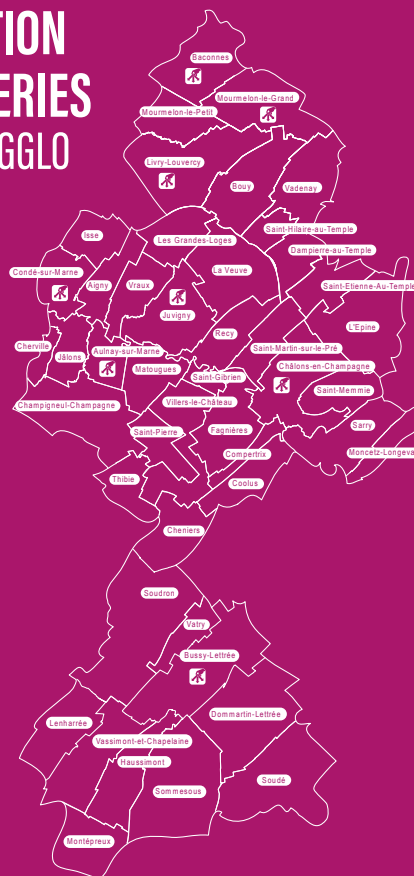 TION
ERIES
GGLO
Baconnes
Mourmelon-le-Grand
Mourmelon-le-Petit
Livry-Louvercy
Bouy
Vadenay
Saint-Hilaire-au-Temple
Isse
Les Grandes-Loges
Dampierre-au-Temple
Condé-sur-Marne
La Veuve
Aigny
Vraux
Saint-Etienne-Au-Temple
Juvigny
L'Epine
Recy
Cherville
Jâlons
Aulnay-sur-Marne
Saint-Martin-sur-le-Pré
Matougues
Châlons-en-Champagne
Saint-Gibrien
Saint-Memmie
Champigneul-Champagne
Villers-le-Château
Sarry
Saint-Pierre
Fagnières
Compertrix
Moncetz-Longeva
Thibie
Coolus
Cheniers
Soudron
Vatry
Bussy-Lettrée
Dommartin-Lettrée
Lenharrée
Vassimont-et-Chapelaine
Haussimont
Soudé
Sommesous
Montépreux